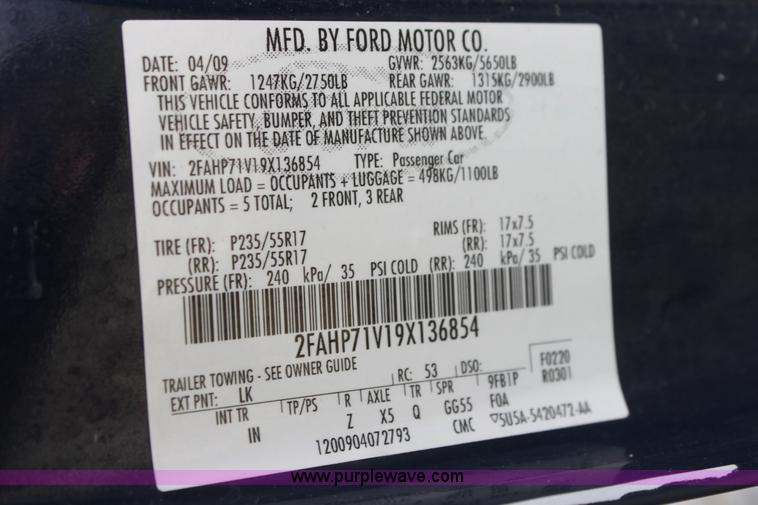 MFD. BY FORD MOTOR CO.
DATE: 04/09 GVWR: 2563KG/5650LB
FRONT GAWR: 1247KG/2750LB REAR GAWR: 1315KG/2900LB
THIS VEHICLE CONFORMS TO ALL APPLICABLE FEDERAL MOTOR
VEHICLE SAFETY, BUMPER, AND THEFT PREVENTION STANDARDS
IN EFFECT ON THE DATE OF MANUFACTURE SHOWN ABOVE.
VIN: 2FAHP71V19X136854 TYPE: Passenger Car
MAXIMUM LOAD = OCCUPANTS + LUGGAGE = 498KG/1100LB
OCCUPANTS = 5 TOTAL; 2 FRONT, 3 REAR
TIRE (FR): P235/55R17 RIMS (FR): 17x7.5
(RR): P235/55R17 (RR): 17x7.5
PRESSURE (FR): 240 kPa/ 35 PSI COLD (RR): 240 kPa/ 35 PSI COLD
2FAHP71V19X136854
TRAILER TOWING - SEE OWNER GUIDE
EXT PNT: LK RC: 53 DSO: F0220
INT TR TP/PS R AXLE TR SPR 9FB1P R0301
IN Z X5 Q GG55 F0A
1200904072793 CMC ▽5U5A-5420472-AA
www.purplewave.com